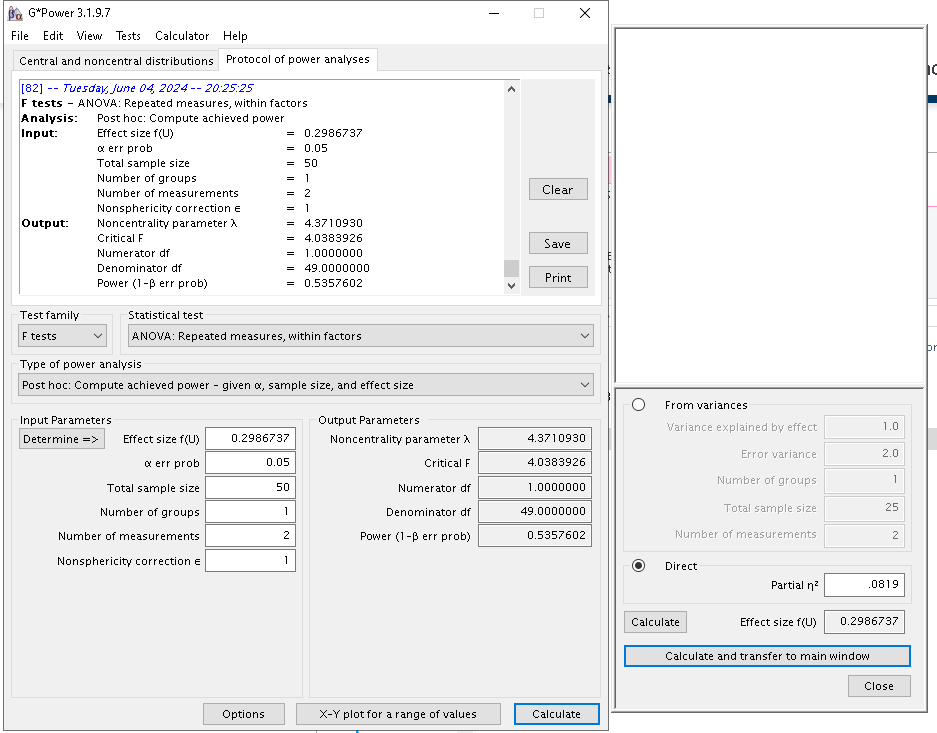 G*Power 3.1.9.7
File Edit View Tests Calculator Help
Central and noncentral distributions Protocol of power analyses
[82] -- Tuesday, June 04, 2024 -- 20:25:25
F tests - ANOVA: Repeated measures, within factors
Analysis: Post hoc: Compute achieved power
Input: Effect size f(U) = 0.2986737
α err prob = 0.05
Total sample size = 50
Number of groups = 1
Number of measurements = 2
Nonsphericity correction ϵ = 1
Output: Noncentrality parameter λ = 4.3710930
Critical F = 4.0383926
Numerator df = 1.0000000
Denominator df = 49.0000000
Power (1-β err prob) = 0.5357602
Clear
Save
Print
Test family
F tests
Statistical test
ANOVA: Repeated measures, within factors
Type of power analysis
Post hoc: Compute achieved power - given α, sample size, and effect size
Input Parameters
Determine => Effect size f(U) 0.2986737
α err prob 0.05
Total sample size 50
Number of groups 1
Number of measurements 2
Nonsphericity correction ϵ 1
Output Parameters
Noncentrality parameter λ 4.3710930
Critical F 4.0383926
Numerator df 1.0000000
Denominator df 49.0000000
Power (1-β err prob) 0.5357602
Options X-Y plot for a range of values Calculate
From variances
Variance explained by effect 1.0
Error variance 2.0
Number of groups 1
Total sample size 25
Number of measurements 2
Direct
Partial η² .0819
Calculate Effect size f(U) 0.2986737
Calculate and transfer to main window
Close